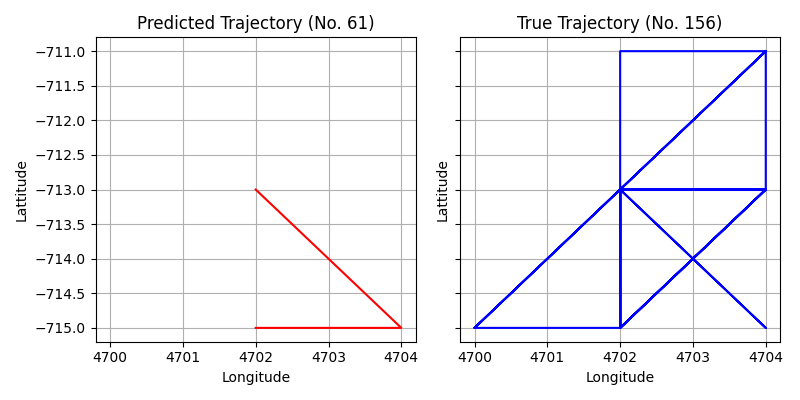 Predicted Trajectory (No. 61)
True Trajectory (No. 156)
−711.0
−711.5
−712.0
−712.5
−713.0
−713.5
−714.0
−714.5
−715.0
Lattitude
Lattitude
4700 4701 4702 4703 4704
4700 4701 4702 4703 4704
Longitude
Longitude